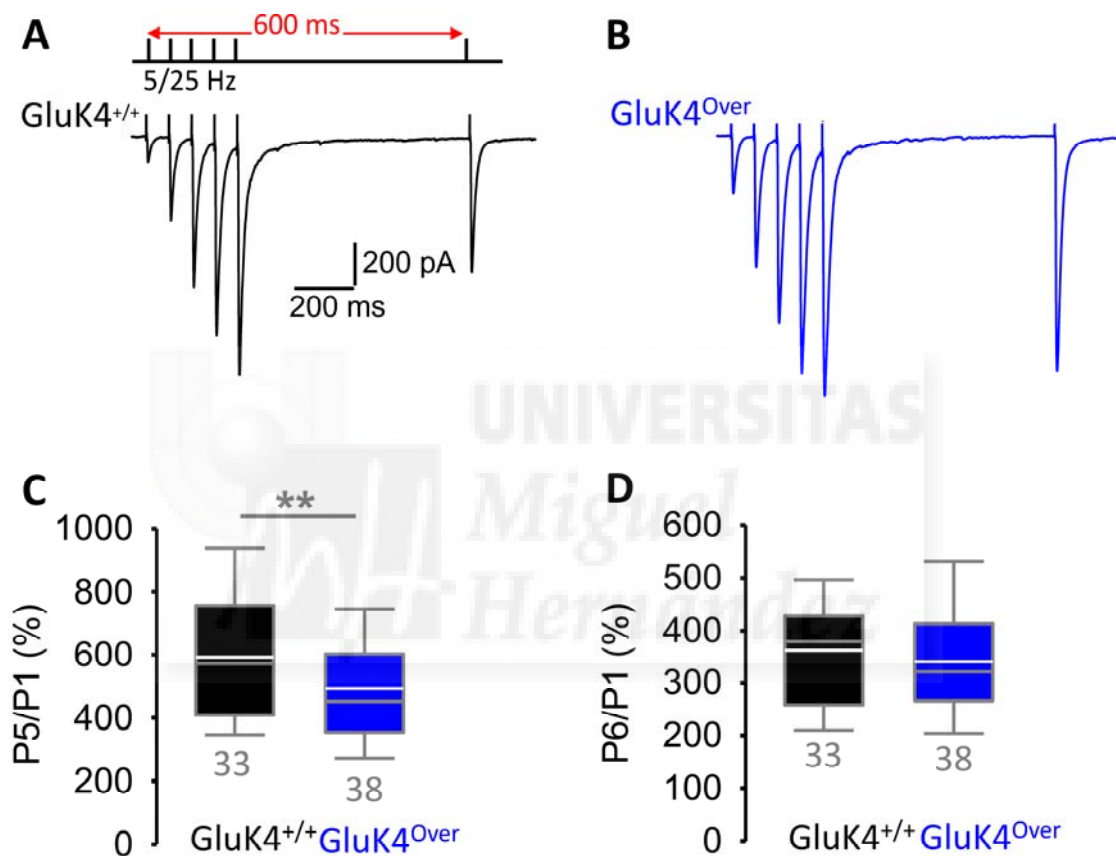 A
600 ms
B
5/25 Hz
GluK4+/+
GluK4Over
200 pA
200 ms
UNIVERSITAS
Miguel
Hernández
C
**
1000
800
600
400
200
0
P5/P1 (%)
33
38
GluK4+/+ GluK4Over
D
600
500
400
300
200
100
0
P6/P1 (%)
33
38
GluK4+/+ GluK4Over